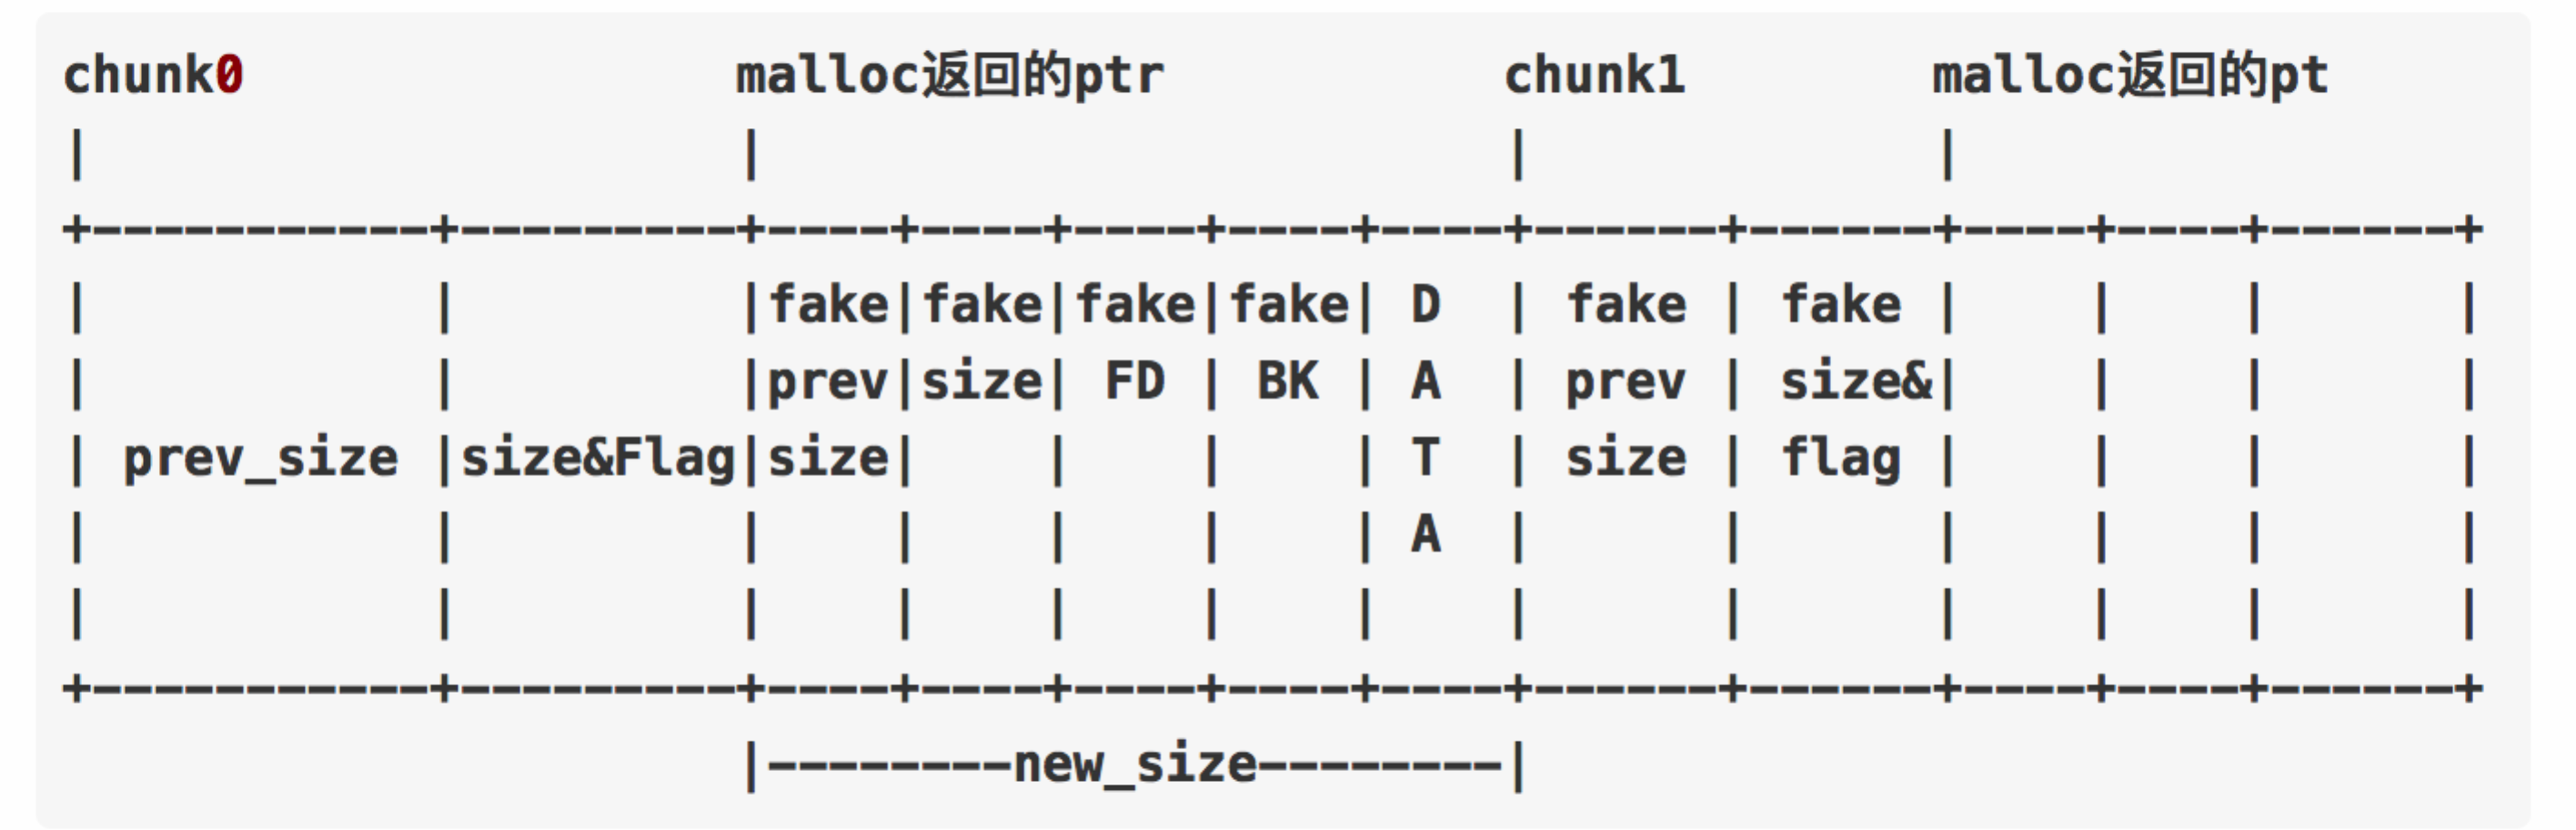 chunk0                malloc返回的ptr           chunk1        malloc返回的pt
|                     |                        |             |
+-----------+---------+----+----+----+----+----+------+------+----+----+------+
|           |         |fake|fake|fake|fake| D  | fake | fake |    |    |      |
|           |         |prev|size| FD | BK | A  | prev | size&|    |    |      |
| prev_size |size&Flag|size|    |    |    | T  | size | flag |    |    |      |
|           |         |    |    |    |    | A  |      |      |    |    |      |
|           |         |    |    |    |    |    |      |      |    |    |      |
+-----------+---------+----+----+----+----+----+------+------+----+----+------+
                      |--------new_size--------|